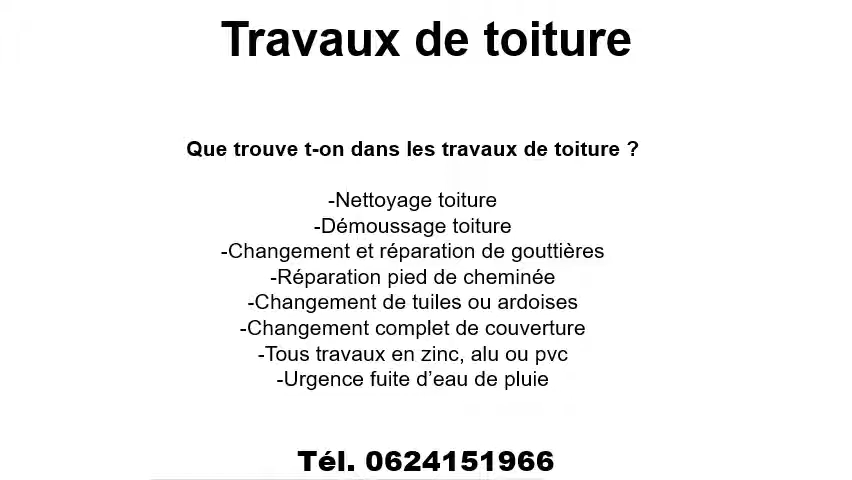 Travaux de toiture
Que trouve t-on dans les travaux de toiture ?
-Nettoyage toiture
-Démoussage toiture
-Changement et réparation de gouttières
-Réparation pied de cheminée
-Changement de tuiles ou ardoises
-Changement complet de couverture
-Tous travaux en zinc, alu ou pvc
-Urgence fuite d’eau de pluie
Tél. 0624151966